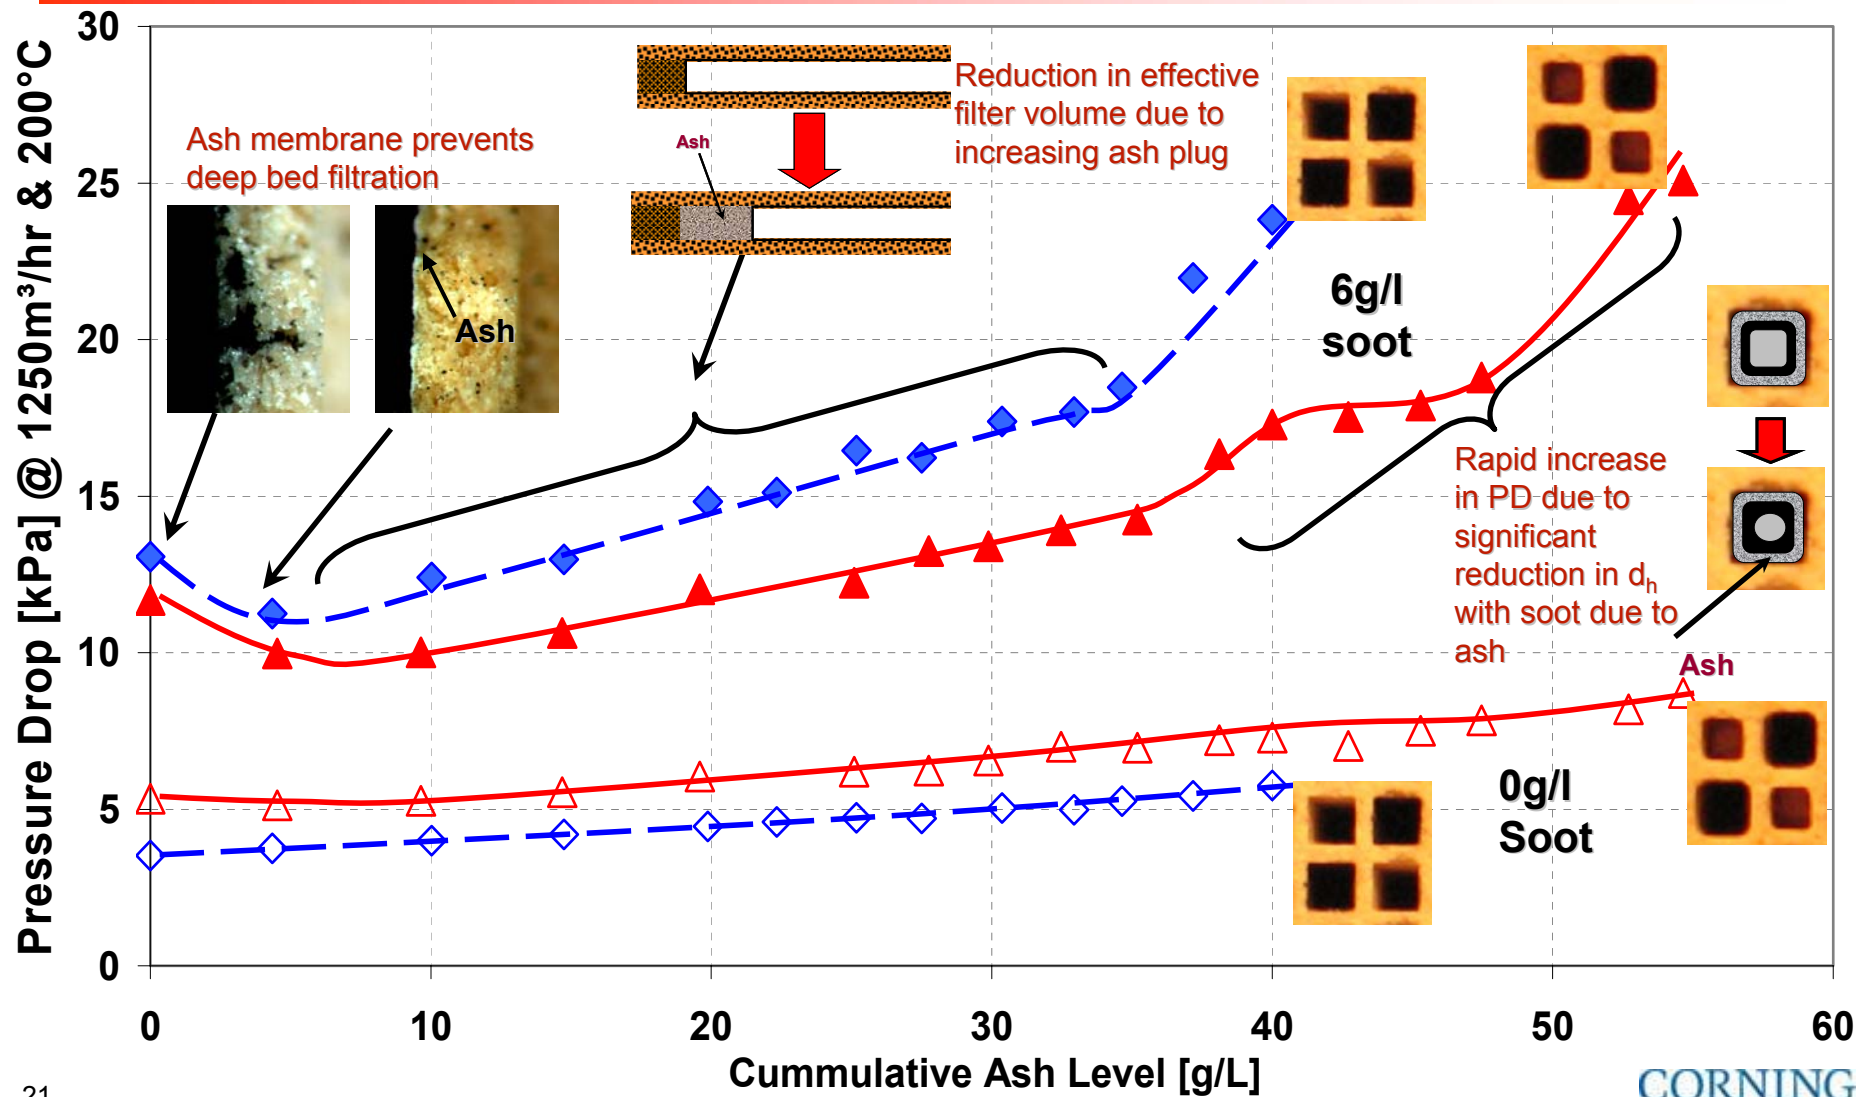 Pressure Drop [kPa] @ 1250m³/hr & 200°C
30
25
20
15
10
5
0
Ash membrane prevents
deep bed filtration
Ash
Ash
Reduction in effective
filter volume due to
increasing ash plug
6g/l
soot
Rapid increase
in PD due to
significant
reduction in dₕ
with soot due to
ash
Ash
0g/l
Soot
0
10
20
30
40
50
60
Cummulative Ash Level [g/L]
21
CORNING